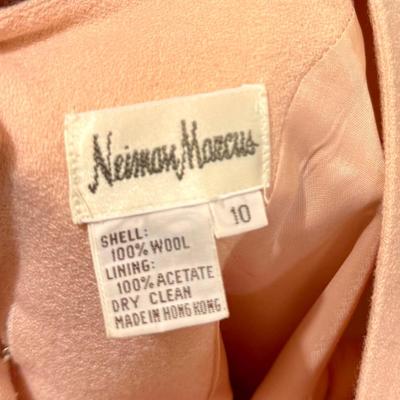 Neiman Marcus
10
SHELL:
100% WOOL
LINING:
100% ACETATE
DRY CLEAN
MADE IN HONG KONG